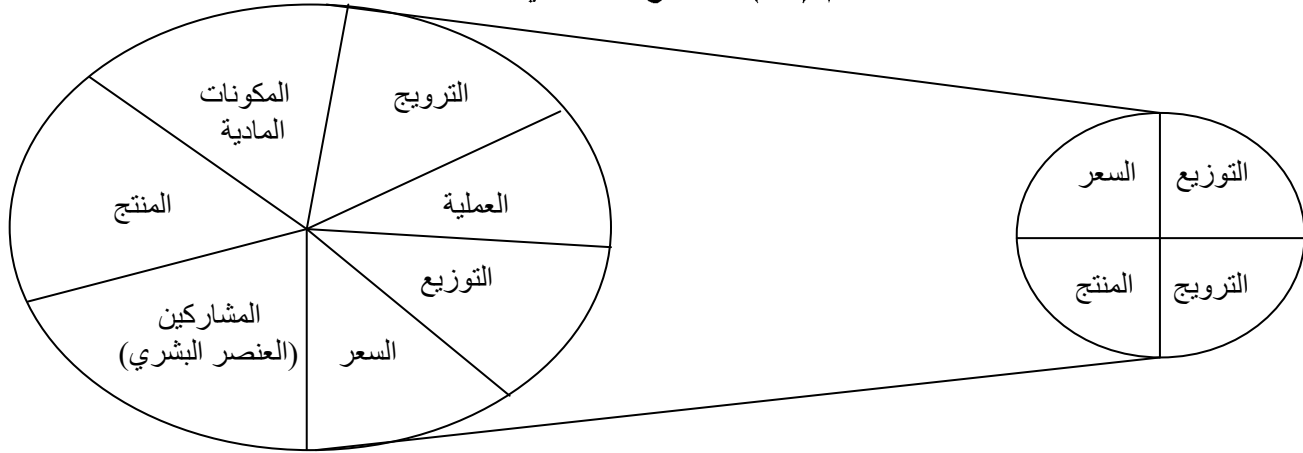 المكونات
المادية
الترويج
المنتج
العملية
التوزيع
المشاركين
(العنصر البشري)
السعر
السعر
التوزيع
المنتج
الترويج